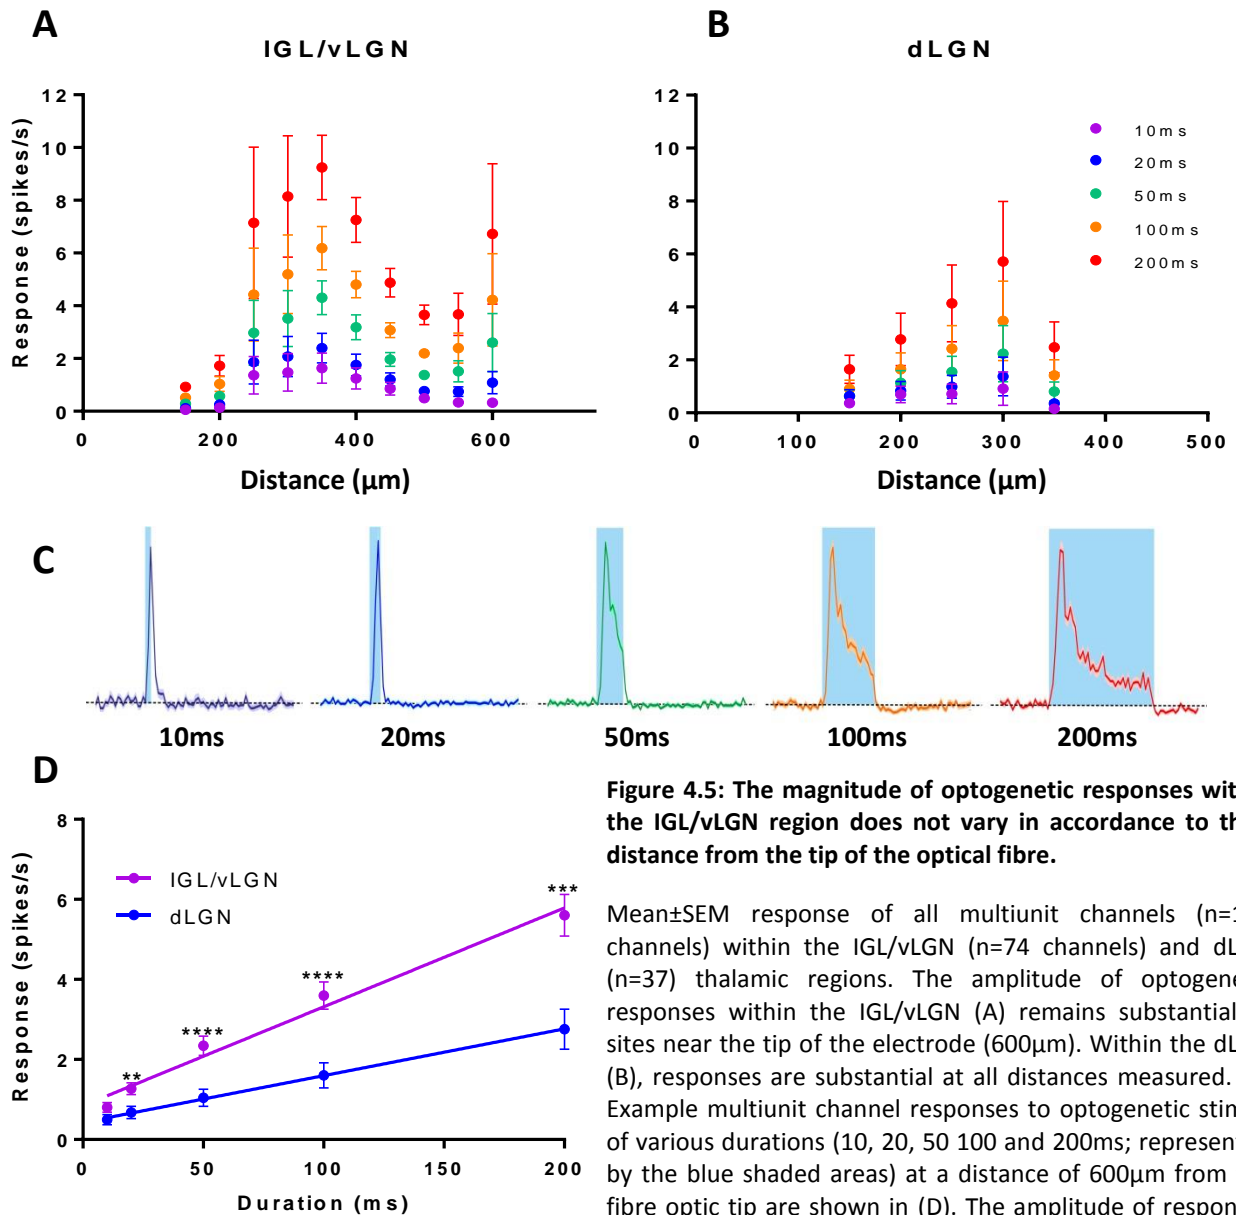 A
IGL/vLGN
Response (spikes/s)
12
10
8
6
4
2
0
0 200 400 600
Distance (µm)
B
dLGN
12
10
8
6
4
2
0
0 100 200 300 400 500
Distance (µm)
10ms
20ms
50ms
100ms
200ms
C
10ms 20ms 50ms 100ms 200ms
D
Response (spikes/s)
8
6
4
2
0
IGL/vLGN
dLGN
** **** **** ***
0 50 100 150 200
Duration (ms)
Figure 4.5: The magnitude of optogenetic responses wit
the IGL/vLGN region does not vary in accordance to th
distance from the tip of the optical fibre.
Mean±SEM response of all multiunit channels (n=1
channels) within the IGL/vLGN (n=74 channels) and dL
(n=37) thalamic regions. The amplitude of optogene
responses within the IGL/vLGN (A) remains substantial
sites near the tip of the electrode (600µm). Within the dL
(B), responses are substantial at all distances measured.
Example multiunit channel responses to optogenetic stim
of various durations (10, 20, 50 100 and 200ms; represent
by the blue shaded areas) at a distance of 600µm from
fibre optic tip are shown in (D). The amplitude of respon